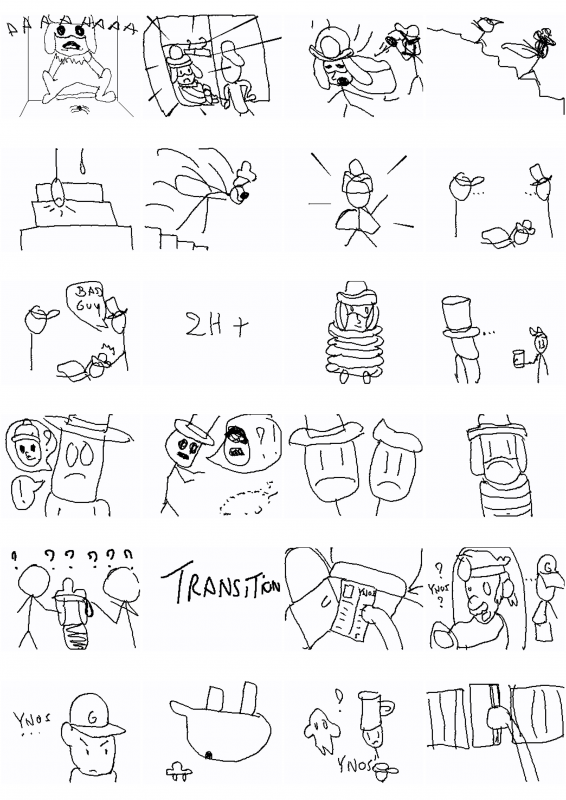 AAAAAAAA
BAD
GUY
2H+
?
!
?
? ? ? ? ? ?
TRANSITION
YNOS
?
YNOS
?
G
YNOS
...
G
!
YNOS